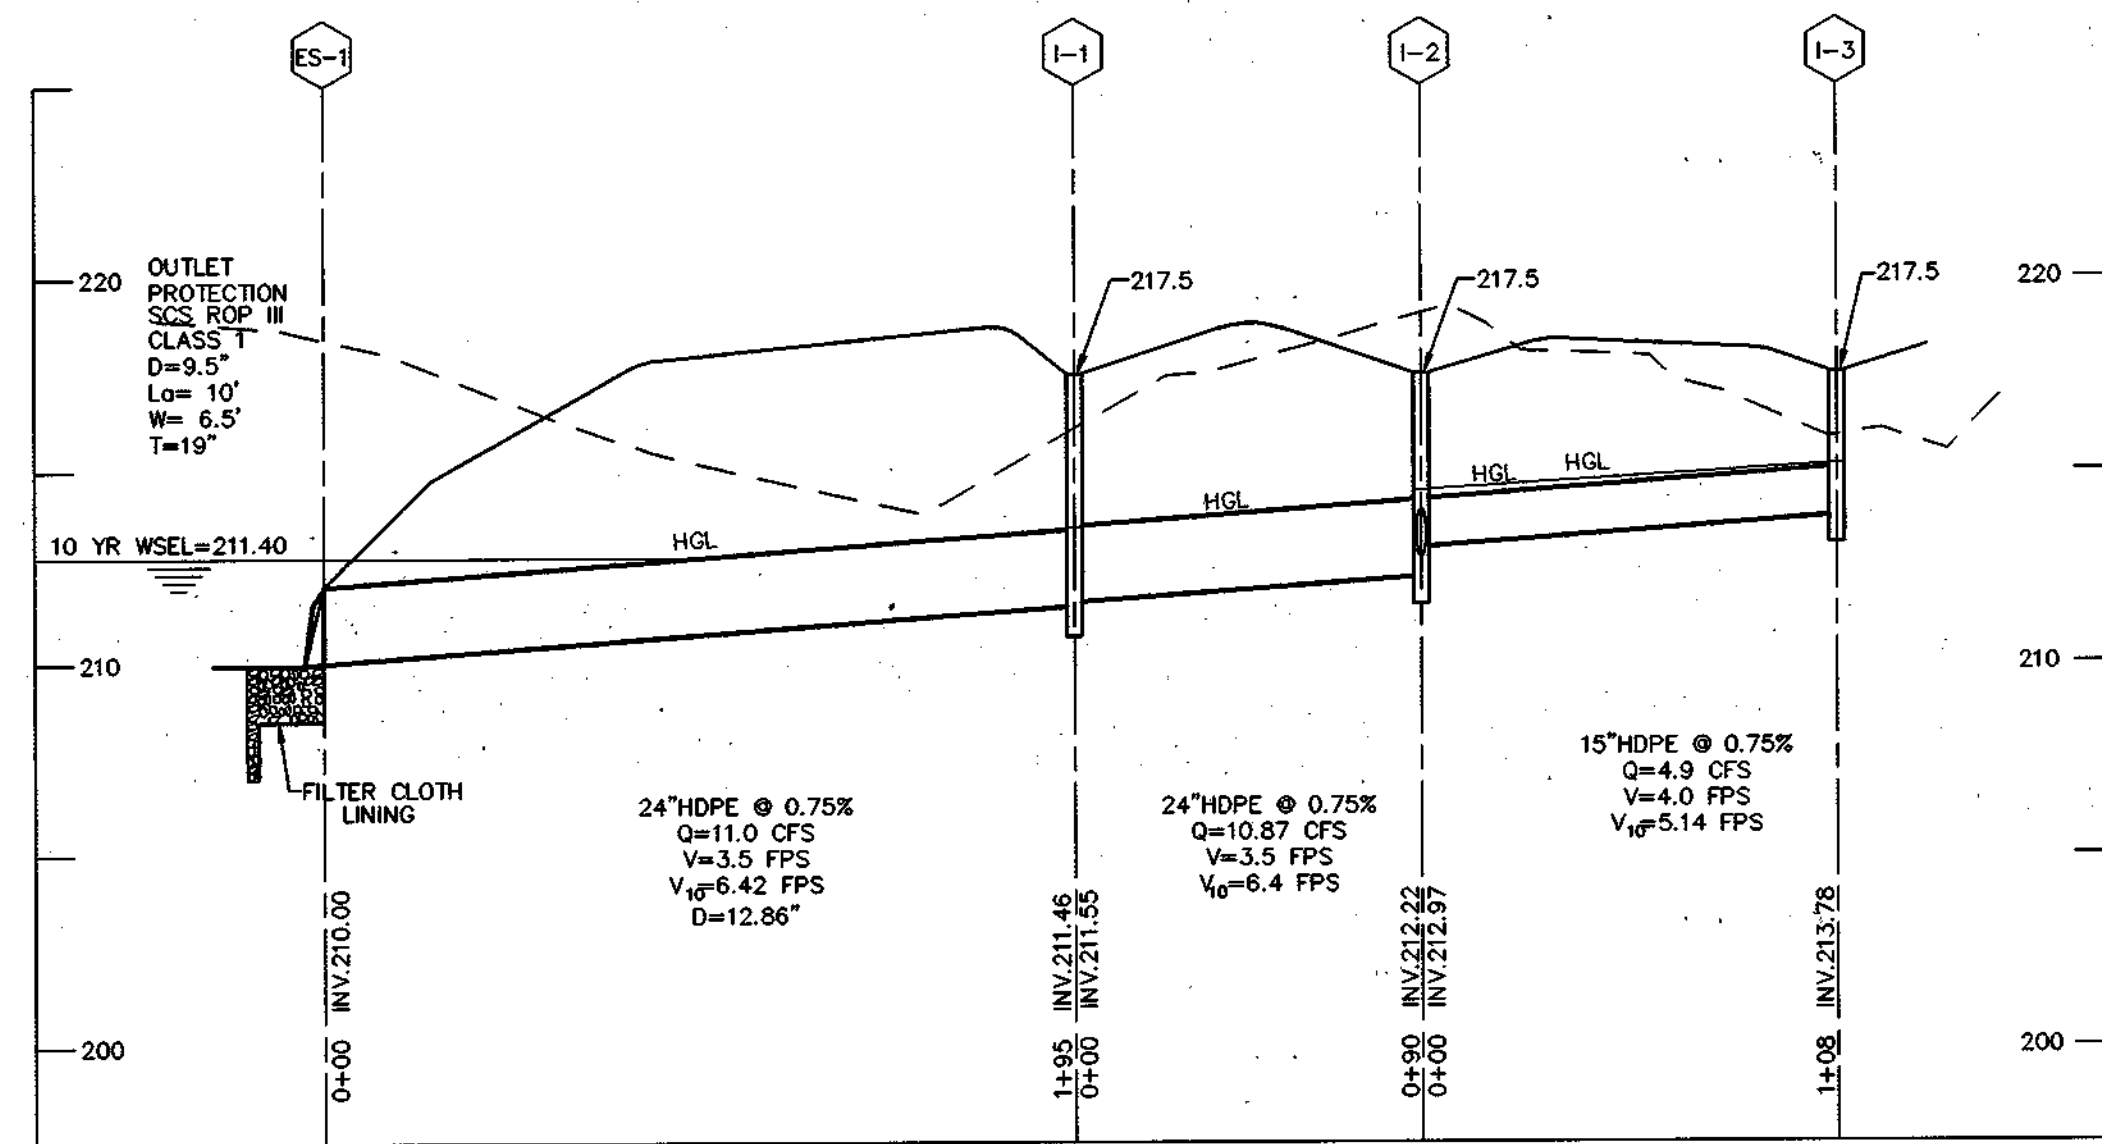 ES-1
I-1
I-2
I-3
220
OUTLET
PROTECTION
SCS ROP III
CLASS 1
D=9.5"
La= 10'
W= 6.5'
T=19"
217.5
217.5
217.5
220
10 YR WSEL=211.40
HGL
HGL
HGL
HGL
210
210
FILTER CLOTH
LINING
24"HDPE @ 0.75%
Q=11.0 CFS
V=3.5 FPS
V10=6.42 FPS
D=12.86"
24"HDPE @ 0.75%
Q=10.87 CFS
V=3.5 FPS
V10=6.4 FPS
15"HDPE @ 0.75%
Q=4.9 CFS
V=4.0 FPS
V10=5.14 FPS
200
200
0+00 INV.210.00
1+95 INV.211.46
0+00 INV.211.55
0+90 INV.212.22
0+00 INV.212.97
1+08 INV.213.78